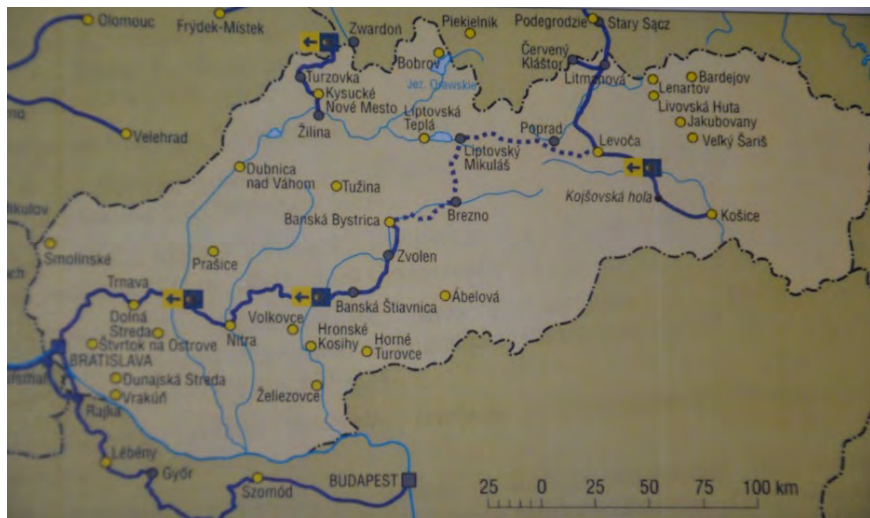 Olomouc
Frýdek-Místek
Zwardoń
Piekielnik
Podegrodzie
Stary Sącz
Bobrov
Červený
Kláštor
Turzovka
Jez. Orawskie
Litmanová
Bardejov
Lenartov
Kysucké
Nové Mesto
Livovská Huta
Žilina
Liptovská
Teplá
Jakubovany
Velehrad
Poprad
Levoča
Veľký Šariš
Liptovský
Mikuláš
Dubnica
nad Váhom
Tužina
Kojšovská hoľa
Brezno
Banská Bystrica
Košice
Smolinské
Zvolen
Prašice
Trnava
Banská Štiavnica
Ábelová
Dolná
Streda
Volkovce
Nitra
Hronské
Kosihy
Horné
Turovce
Štvrtok na Ostrove
BRATISLAVA
Dunajská Streda
Želiezovce
Vrakúň
Rajka
Lébény
Győr
Szomód
BUDAPEST
25 0 25 50 75 100 km